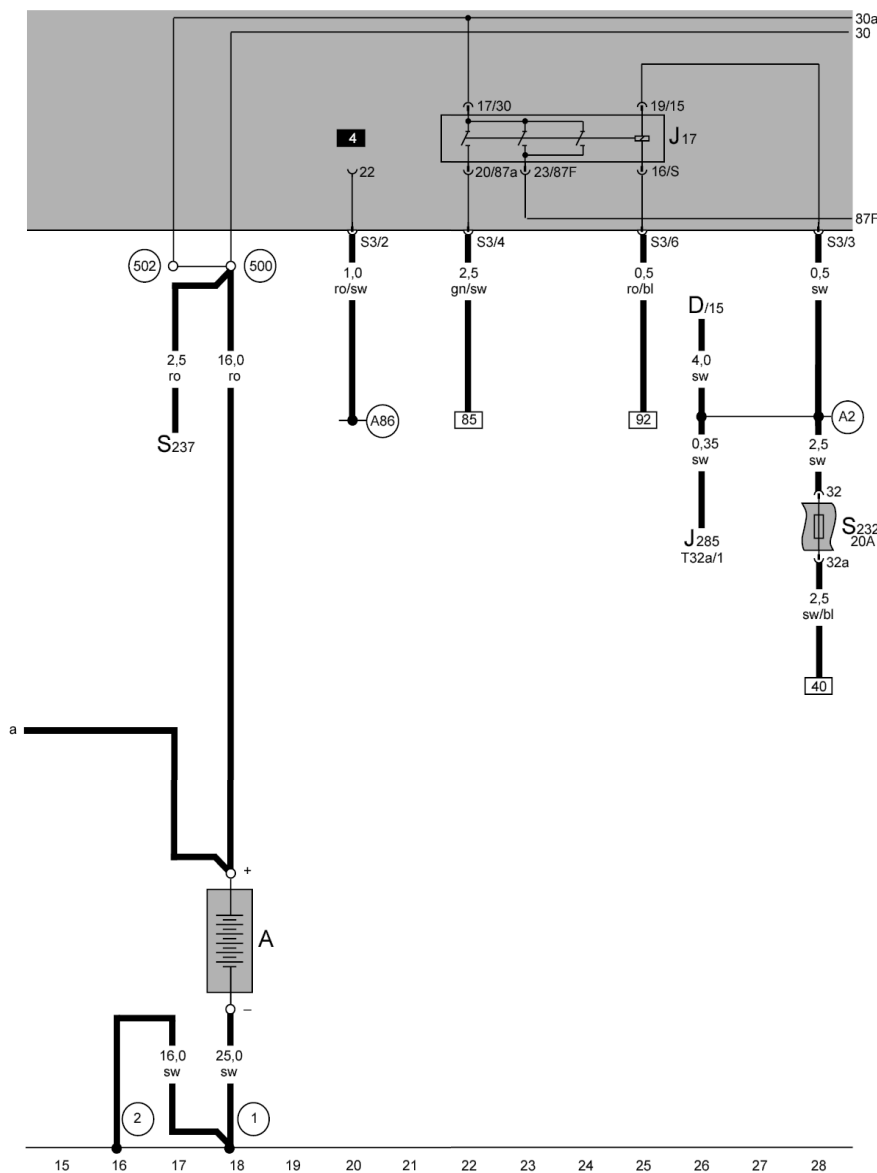 30a
30
17/30
19/15
J17
4
22
20/87a
23/87F
16/S
87F
S3/2
S3/4
S3/6
S3/3
502
500
1,0
ro/sw
2,5
gn/sw
0,5
ro/bl
0,5
sw
D/15
2,5
ro
16,0
ro
4,0
sw
A86
85
92
A2
S237
0,35
sw
2,5
sw
32
J285
T32a/1
S232
20A
32a
2,5
sw/bl
40
a
+
A
–
16,0
sw
25,0
sw
2
1
15 16 17 18 19 20 21 22 23 24 25 26 27 28